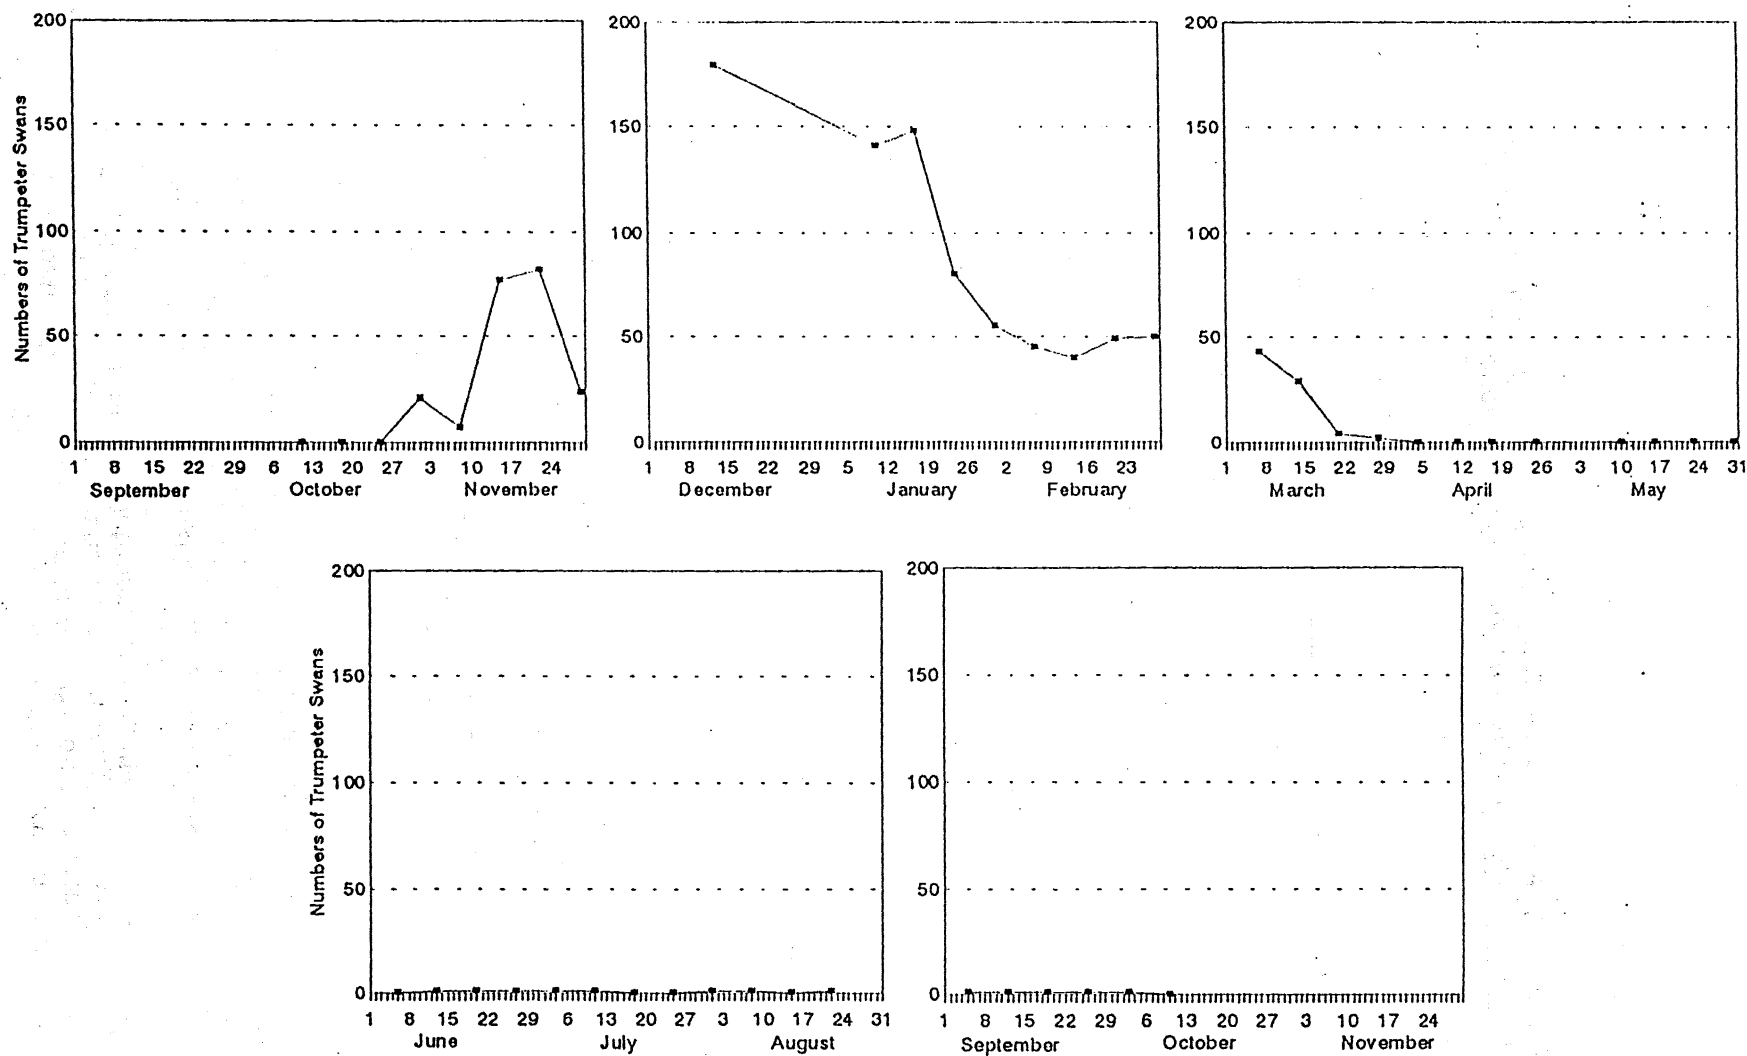 Numbers of Trumpeter Swans
200
150
100
50
0
1 8 15 22 29 6 13 20 27 3 10 17 24
September October November
200
150
100
50
0
1 8 15 22 29 5 12 19 26 2 9 16 23
December January February
200
150
100
50
0
1 8 15 22 29 5 12 19 26 3 10 17 24 31
March April May
Numbers of Trumpeter Swans
200
150
100
50
0
1 8 15 22 29 6 13 20 27 3 10 17 24 31
June July August
200
150
100
50
0
1 8 15 22 29 6 13 20 27 3 10 17 24
September October November